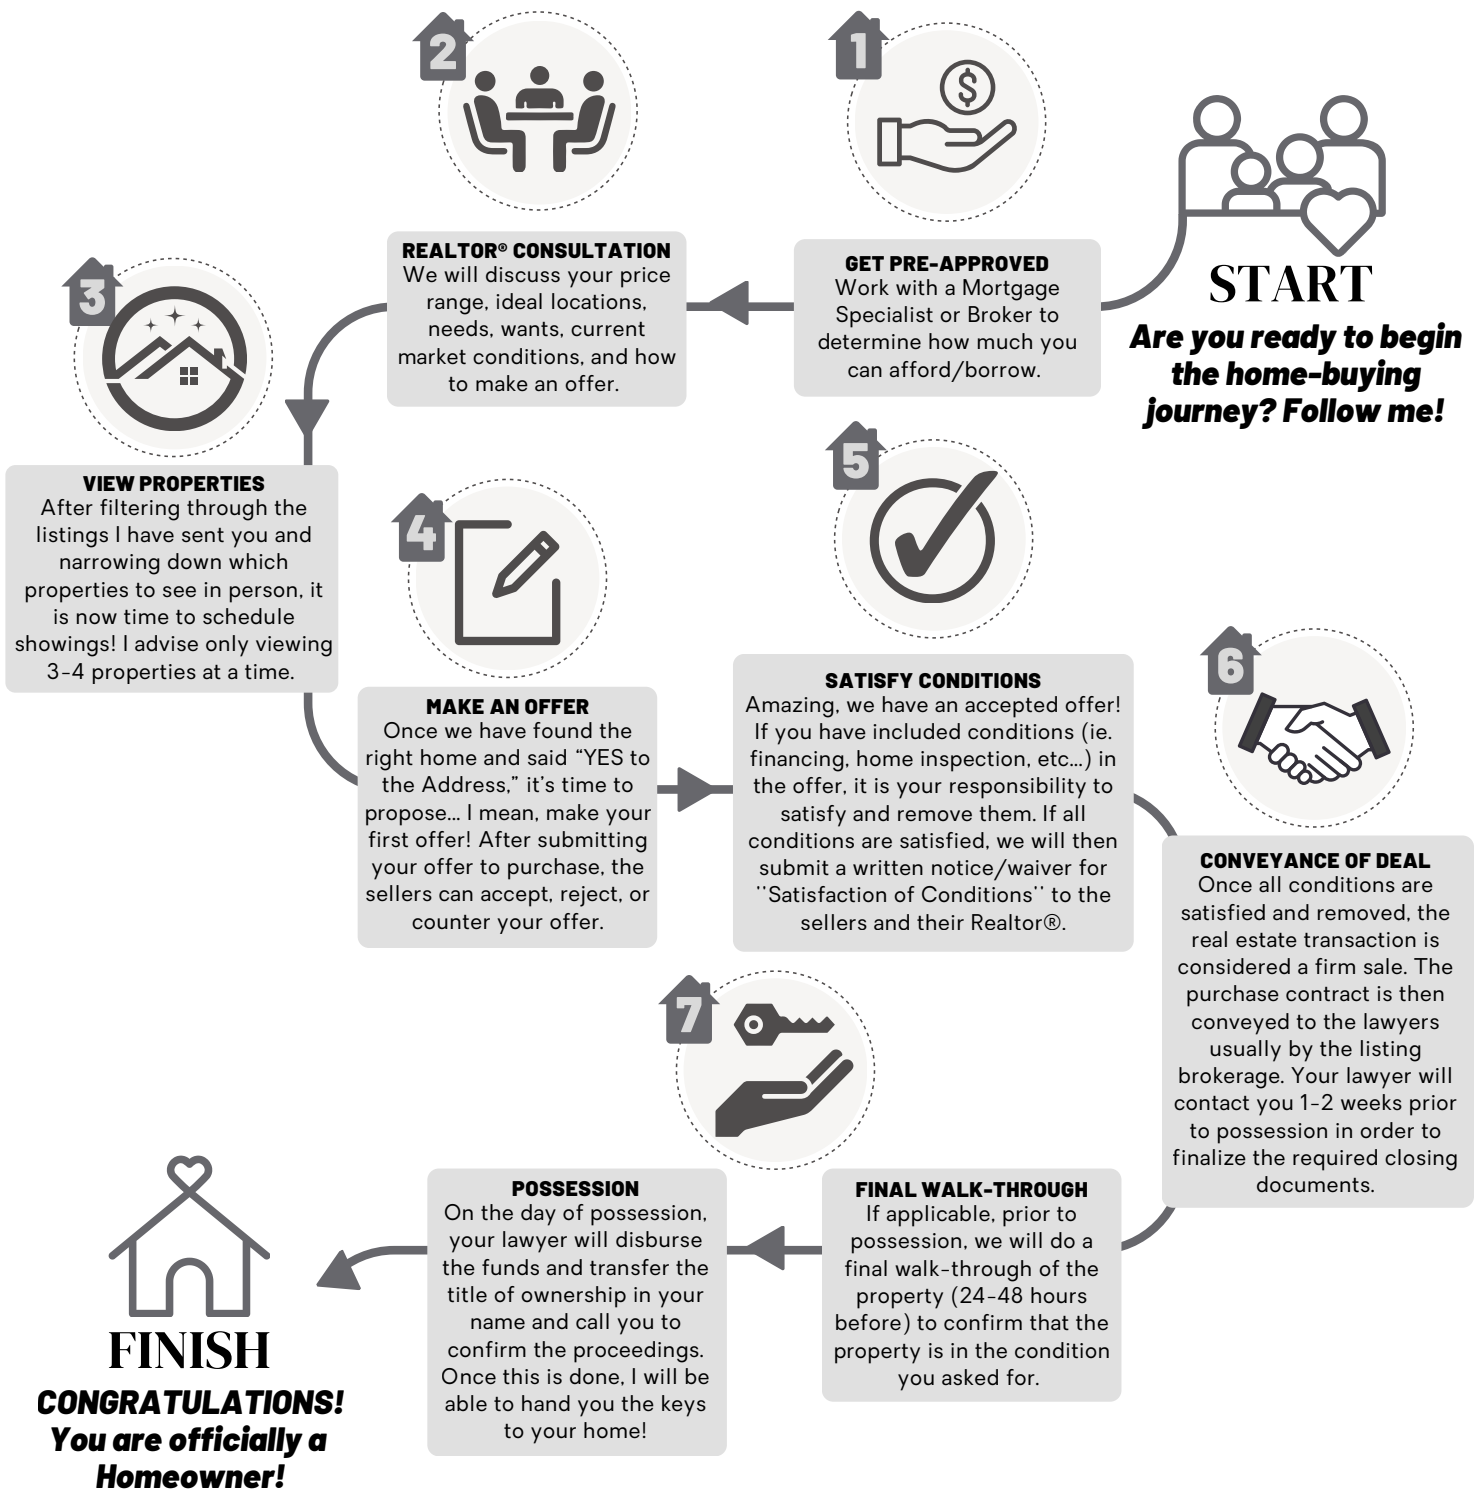 START
Are you ready to begin
the home-buying
journey? Follow me!
1
GET PRE-APPROVED
Work with a Mortgage
Specialist or Broker to
determine how much you
can afford/borrow.
2
REALTOR® CONSULTATION
We will discuss your price
range, ideal locations,
needs, wants, current
market conditions, and how
to make an offer.
3
VIEW PROPERTIES
After filtering through the
listings I have sent you and
narrowing down which
properties to see in person, it
is now time to schedule
showings! I advise only viewing
3-4 properties at a time.
4
MAKE AN OFFER
Once we have found the
right home and said “YES to
the Address,” it’s time to
propose... I mean, make your
first offer! After submitting
your offer to purchase, the
sellers can accept, reject, or
counter your offer.
5
SATISFY CONDITIONS
Amazing, we have an accepted offer!
If you have included conditions (ie.
financing, home inspection, etc...) in
the offer, it is your responsibility to
satisfy and remove them. If all
conditions are satisfied, we will then
submit a written notice/waiver for
''Satisfaction of Conditions'' to the
sellers and their Realtor®.
6
CONVEYANCE OF DEAL
Once all conditions are
satisfied and removed, the
real estate transaction is
considered a firm sale. The
purchase contract is then
conveyed to the lawyers
usually by the listing
brokerage. Your lawyer will
contact you 1-2 weeks prior
to possession in order to
finalize the required closing
documents.
7
FINAL WALK-THROUGH
If applicable, prior to
possession, we will do a
final walk-through of the
property (24-48 hours
before) to confirm that the
property is in the condition
you asked for.
POSSESSION
On the day of possession,
your lawyer will disburse
the funds and transfer the
title of ownership in your
name and call you to
confirm the proceedings.
Once this is done, I will be
able to hand you the keys
to your home!
FINISH
CONGRATULATIONS!
You are officially a
Homeowner!
$